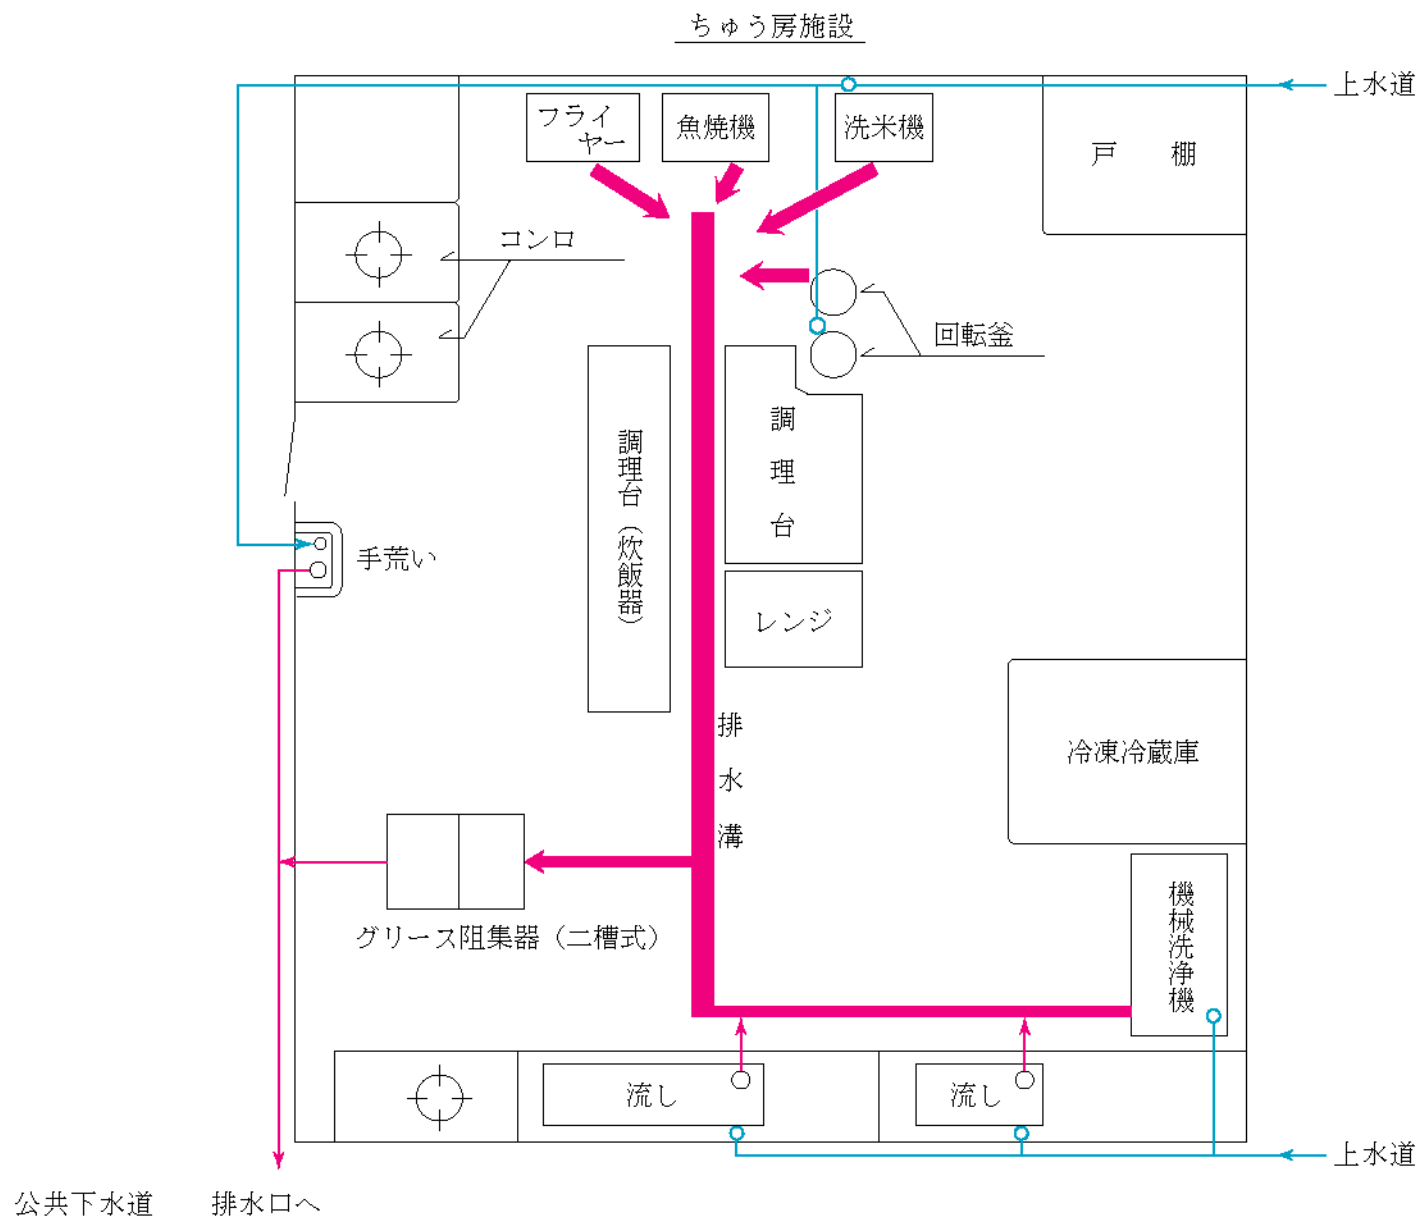 ちゅう房施設
上水道
フライ
ヤー
魚焼機
洗米機
戸 棚
コンロ
回転釜
調理台
調理台(炊飯器)
手荒い
レンジ
排水溝
冷凍冷蔵庫
機械洗浄機
グリース阻集器(二槽式)
流し
流し
上水道
公共下水道 排水口へ